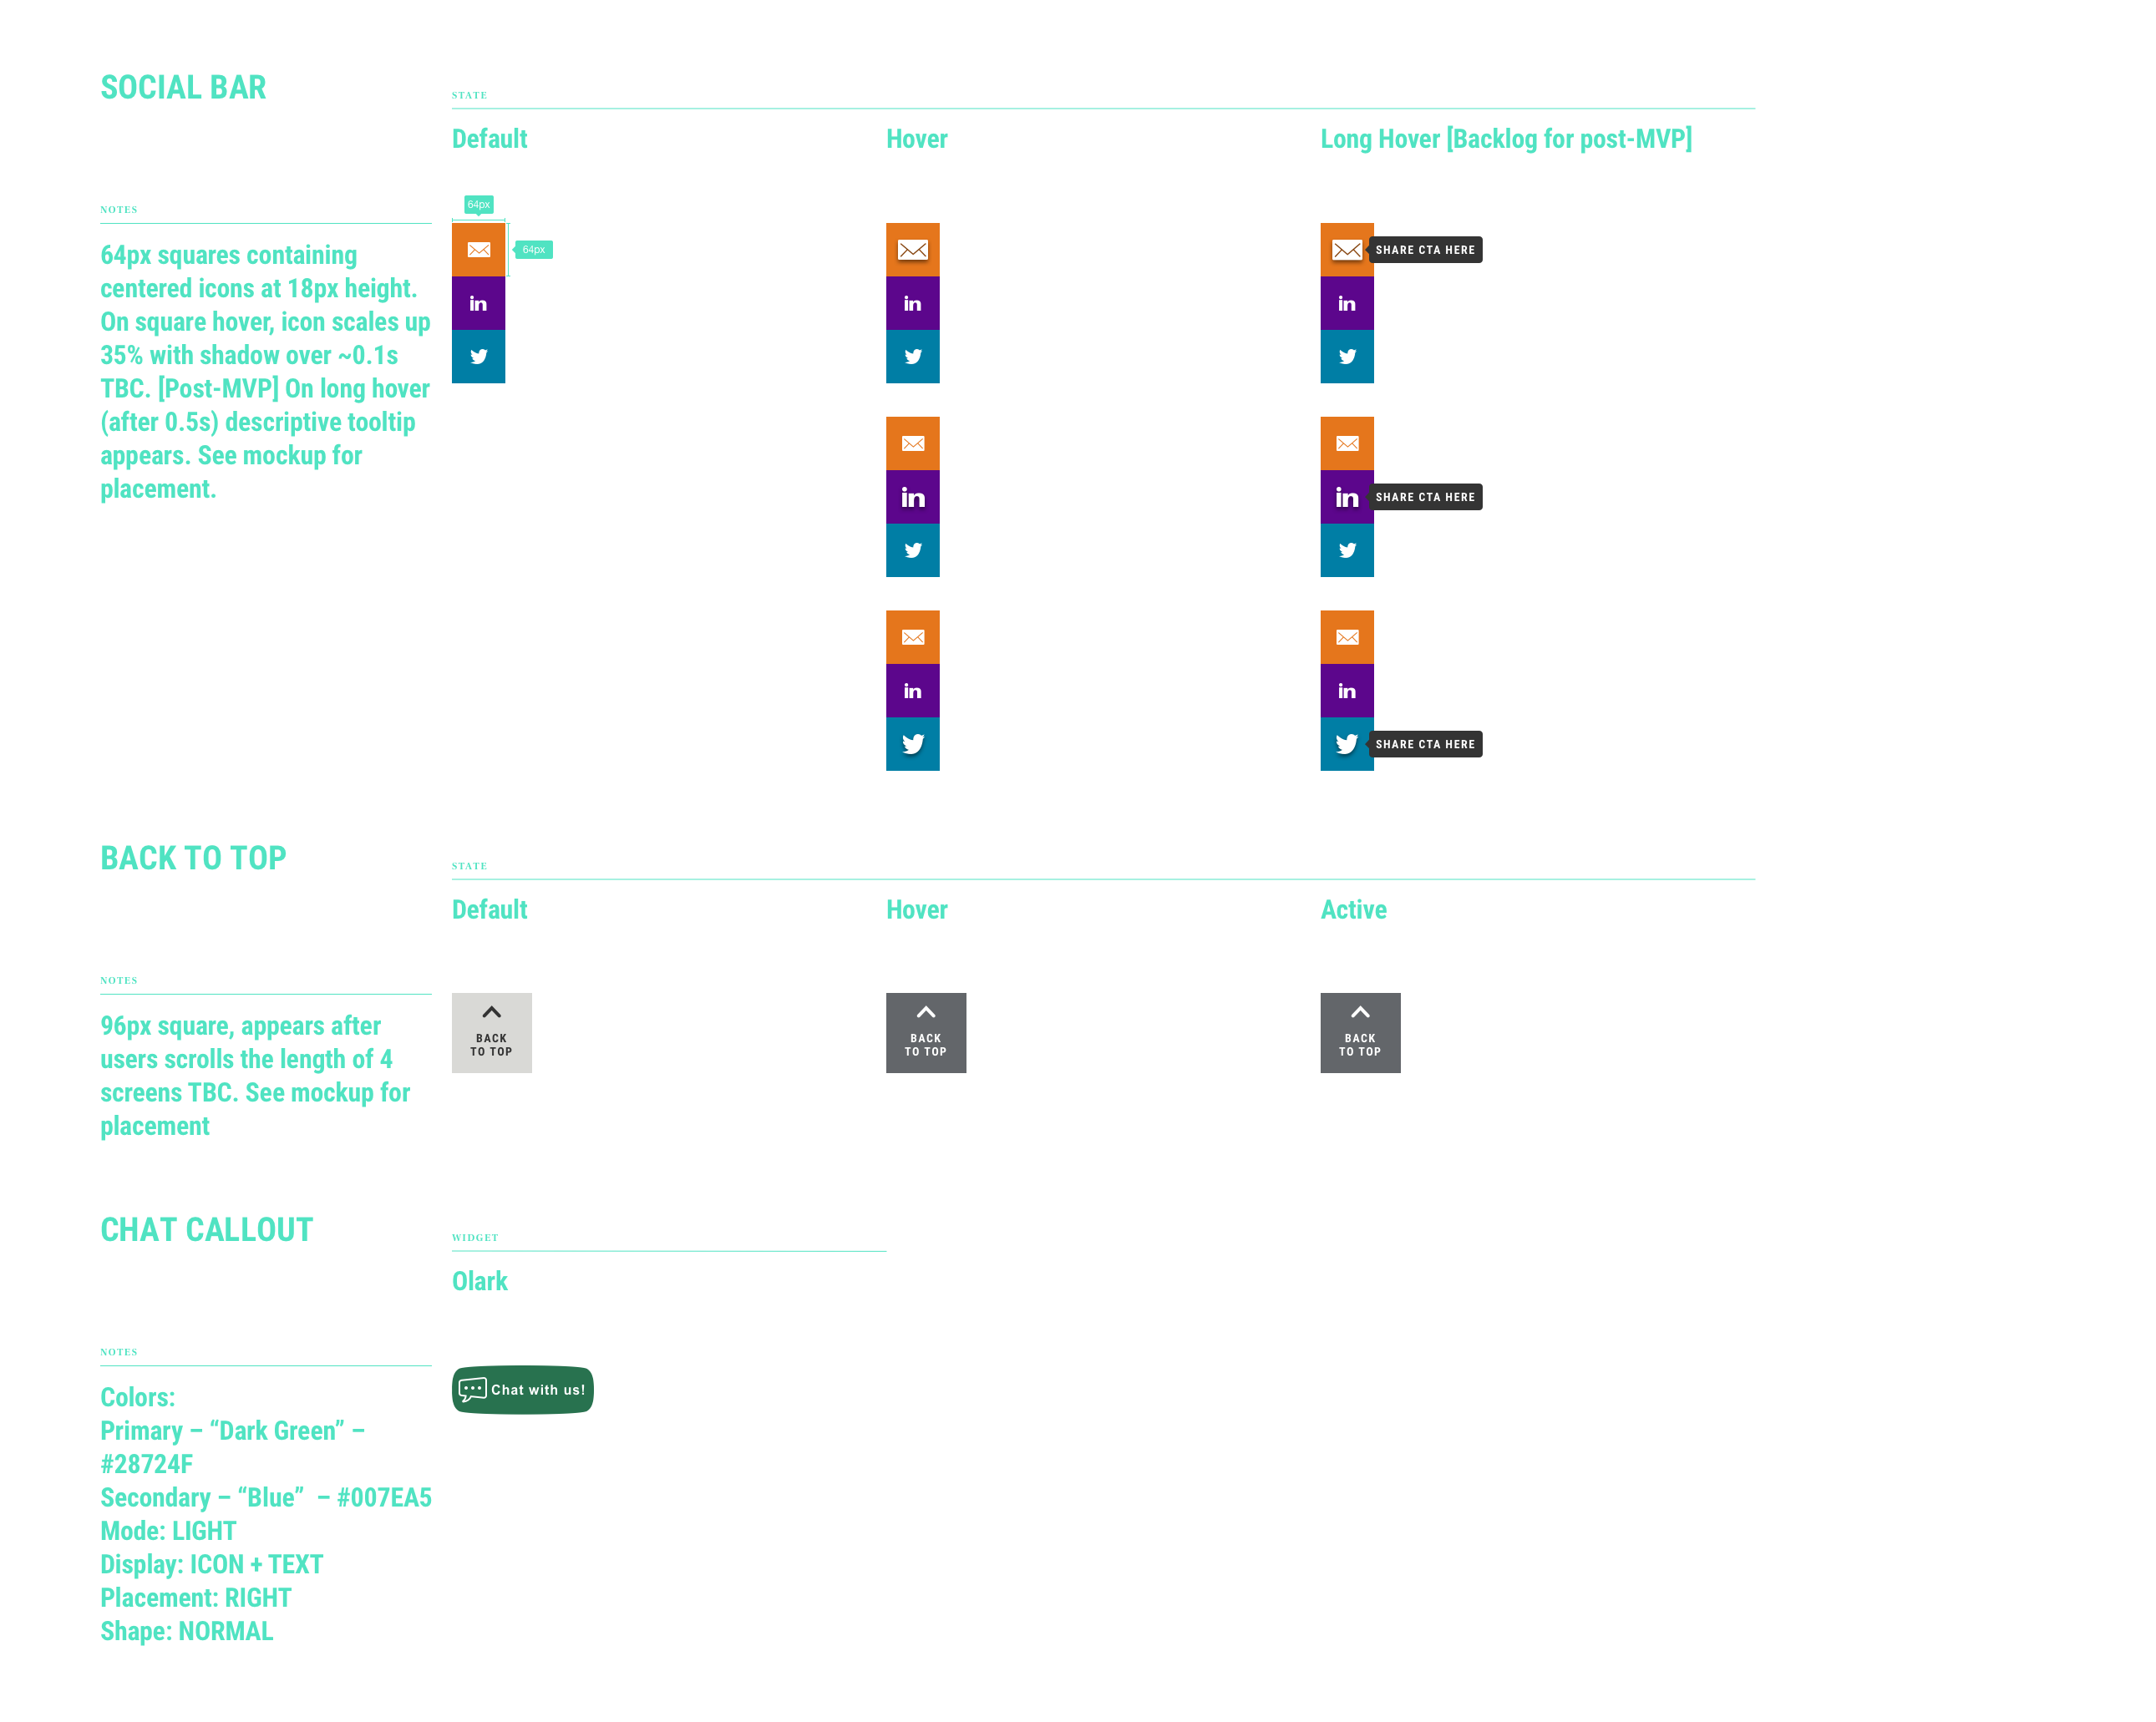 SOCIAL BAR
STATE
Default
Hover
Long Hover [Backlog for post-MVP]
NOTES
64px squares containing
centered icons at 18px height.
On square hover, icon scales up
35% with shadow over ~0.1s
TBC. [Post-MVP] On long hover
(after 0.5s) descriptive tooltip
appears. See mockup for
placement.
64px
64px
in
in
in
SHARE CTA HERE
in
in
SHARE CTA HERE
in
in
SHARE CTA HERE
BACK TO TOP
STATE
Default
Hover
Active
NOTES
96px square, appears after
users scrolls the length of 4
screens TBC. See mockup for
placement
BACK
TO TOP
BACK
TO TOP
BACK
TO TOP
CHAT CALLOUT
WIDGET
Olark
NOTES
Colors:
Primary – “Dark Green” –
#28724F
Secondary – “Blue”  – #007EA5
Mode: LIGHT
Display: ICON + TEXT
Placement: RIGHT
Shape: NORMAL
Chat with us!